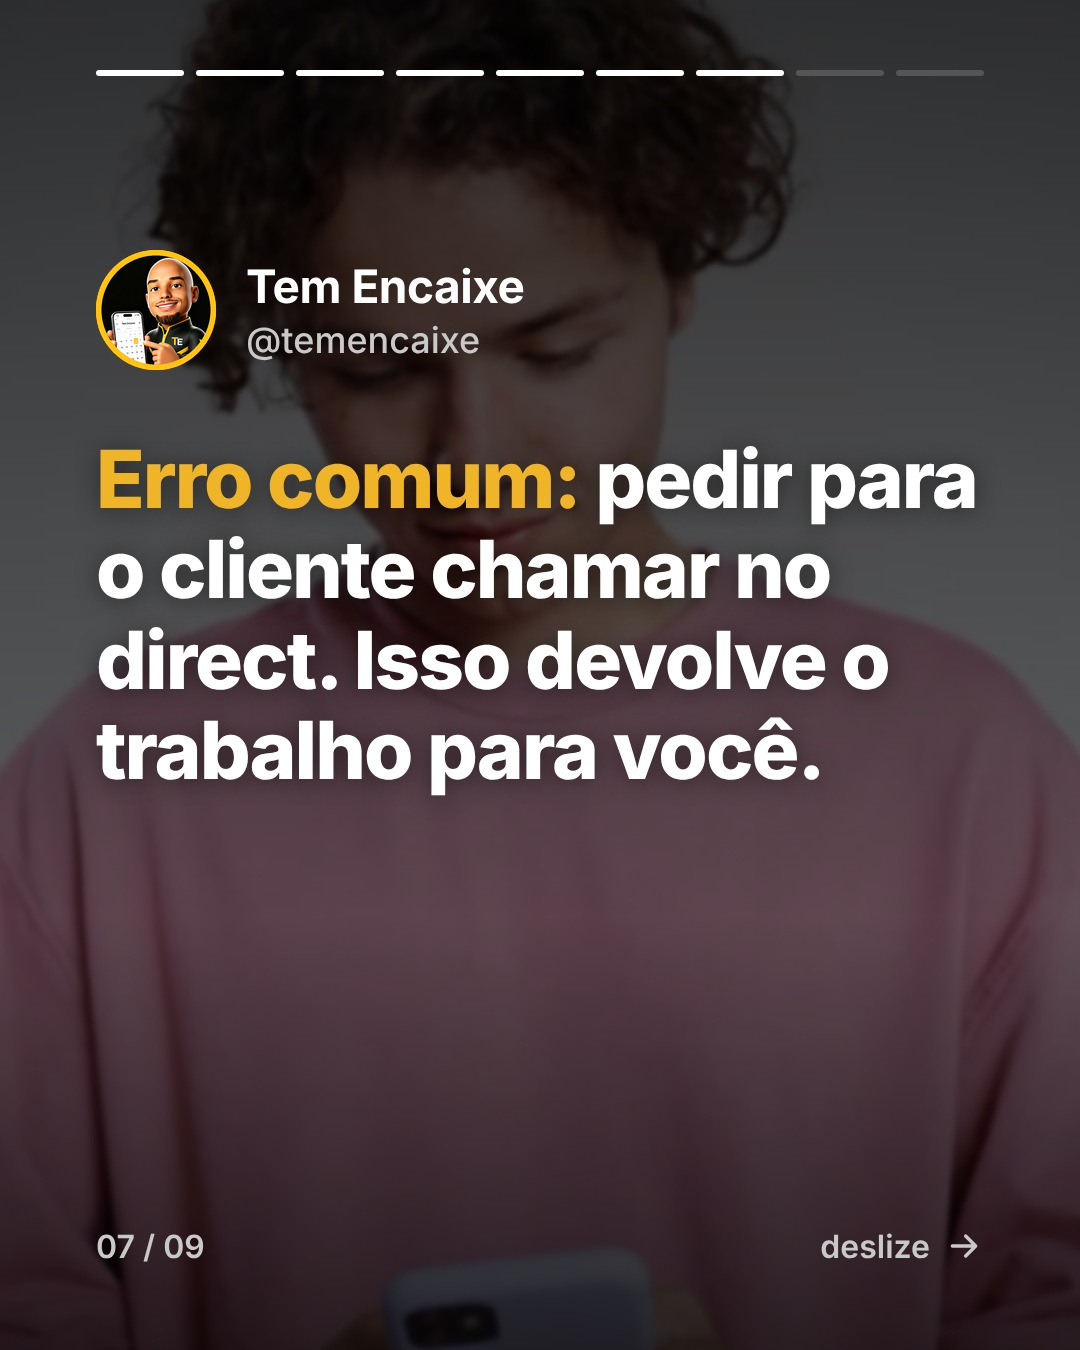 Tem Encaixe
@temencaixe
Erro comum: pedir para
o cliente chamar no
direct. Isso devolve o
trabalho para você.
07 / 09
deslize →